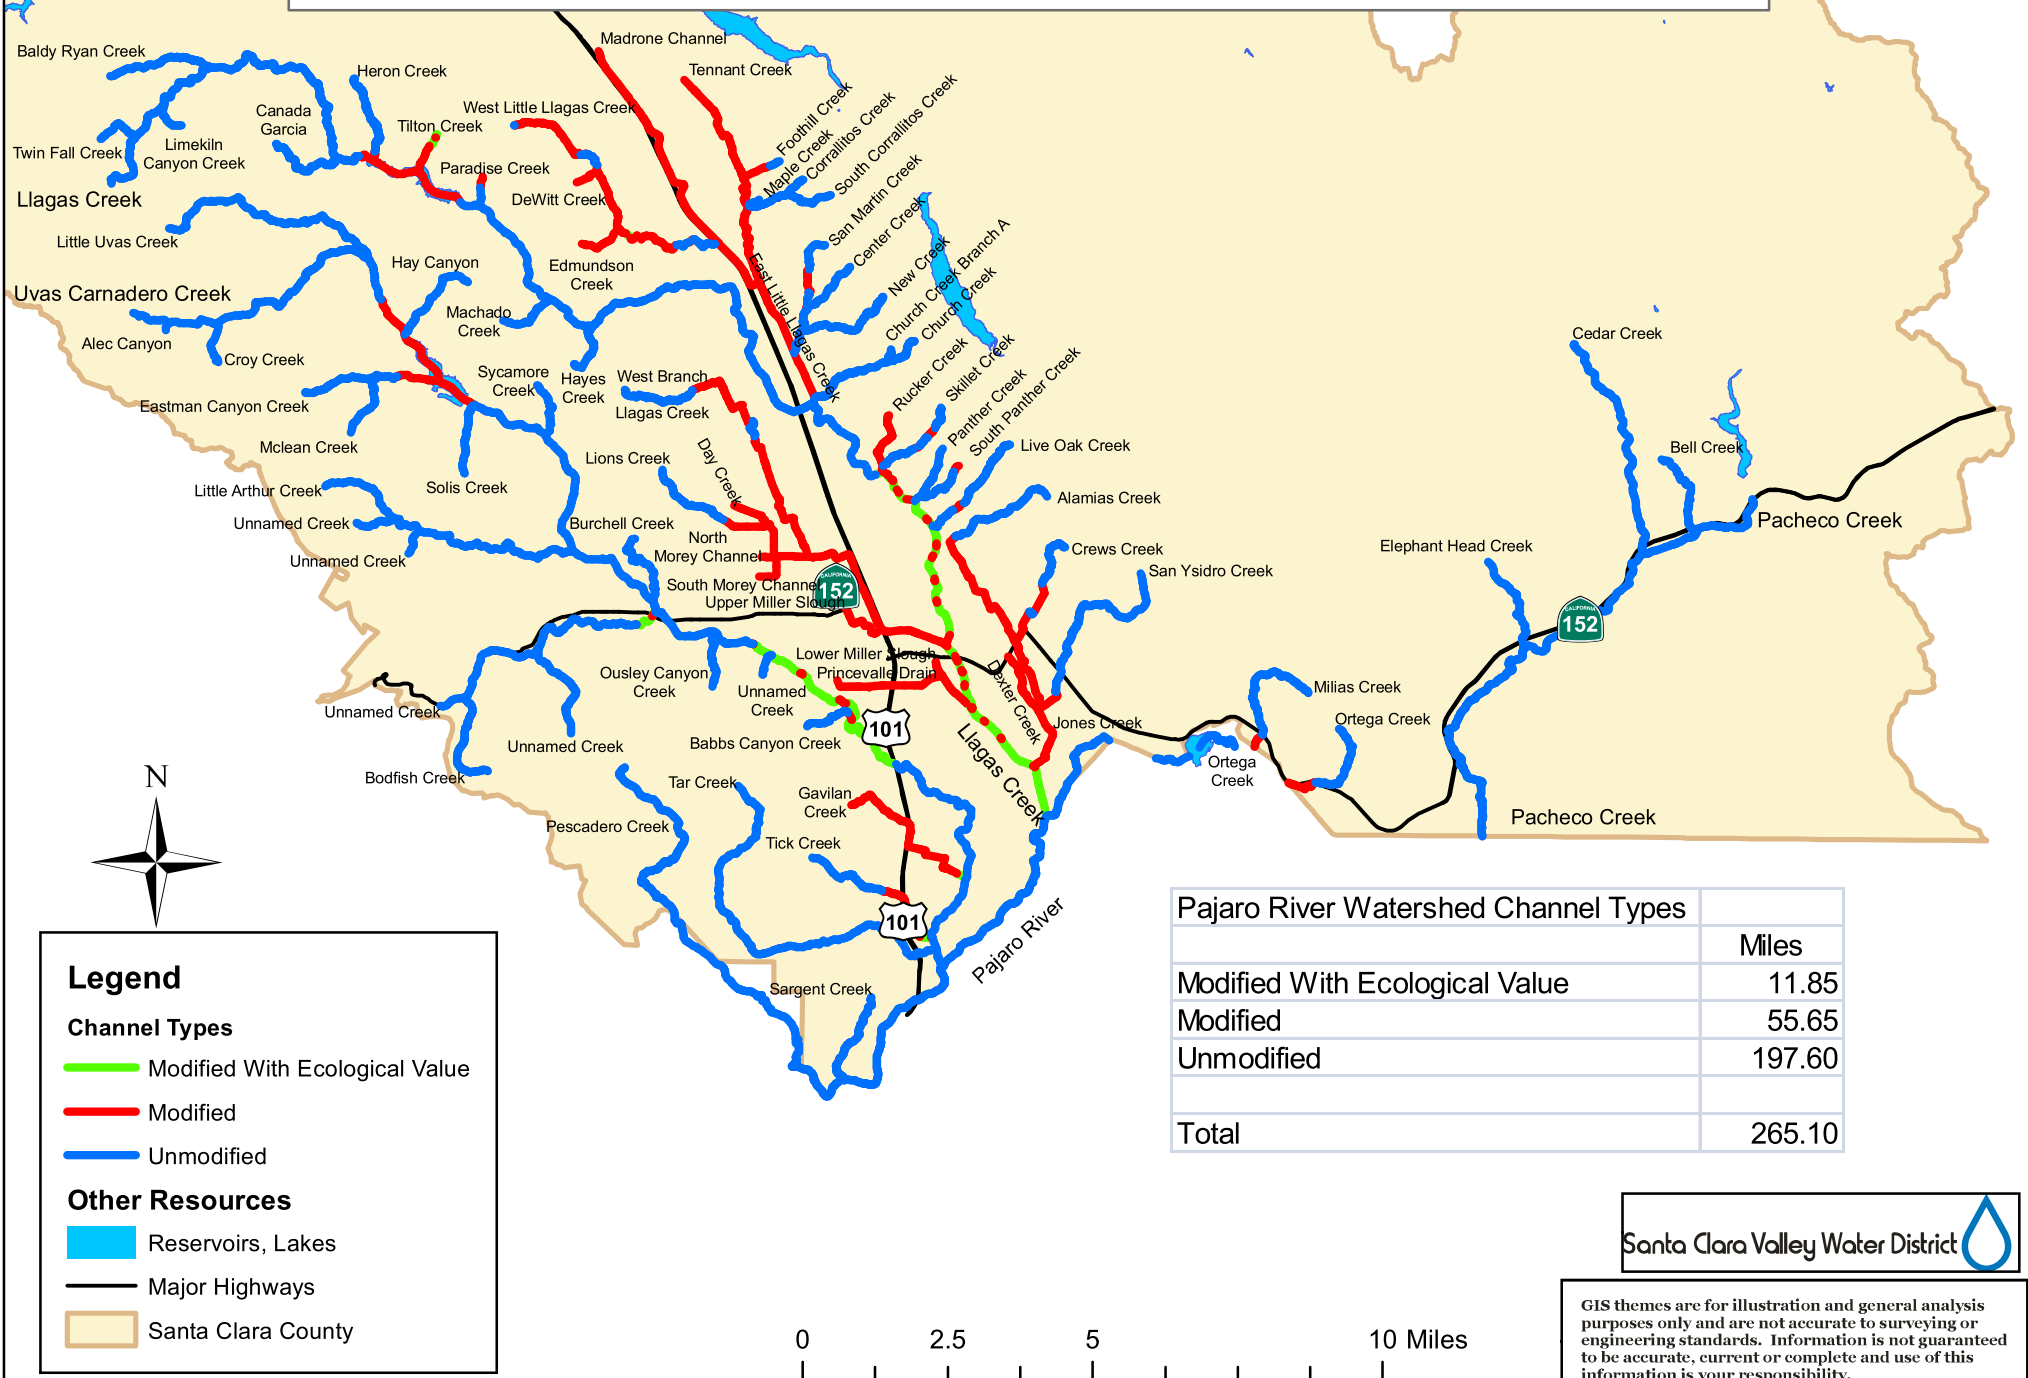 Madrone Channel
Baldy Ryan Creek
Heron Creek
Tennant Creek
Foothill Creek
Maple Creek
Corrallitos Creek
South Corrallitos Creek
Canada
Garcia
West Little Llagas Creek
Tilton Creek
Twin Fall Creek
Limekiln
Canyon Creek
Paradise Creek
San Martin Creek
Llagas Creek
DeWitt Creek
Center Creek
Little Uvas Creek
New Creek
Church Creek Branch A
Church Creek
Hay Canyon
Edmundson
Creek
East Little Llagas Creek
Uvas Carnadero Creek
Machado
Creek
Alec Canyon
Croy Creek
Rucker Creek
Skillet Creek
Panther Creek
South Panther Creek
Cedar Creek
Sycamore
Creek
Hayes
Creek
West Branch
Llagas Creek
Eastman Canyon Creek
Mclean Creek
Live Oak Creek
Bell Creek
Day Creek
Lions Creek
Solis Creek
Little Arthur Creek
Alamias Creek
Unnamed Creek
Burchell Creek
Pacheco Creek
North
Morey Channel
Unnamed Creek
Crews Creek
Elephant Head Creek
San Ysidro Creek
South Morey Channel
CALIFORNIA
152
Upper Miller Slough
CALIFORNIA
152
Lower Miller Slough
Princevalle Drain
Ousley Canyon
Creek
Unnamed
Creek
Dexter Creek
Milias Creek
Unnamed Creek
Ortega Creek
Jones Creek
101
Unnamed Creek
Babbs Canyon Creek
Llagas Creek
Ortega
Creek
Bodfish Creek
Tar Creek
Gavilan
Creek
Pescadero Creek
Pacheco Creek
Tick Creek
N
101
Pajaro River
Sargent Creek
Pajaro River Watershed Channel Types
Miles
Modified With Ecological Value 11.85
Modified 55.65
Unmodified 197.60
Total 265.10
Legend
Channel Types
Modified With Ecological Value
Modified
Unmodified
Other Resources
Reservoirs, Lakes
Major Highways
Santa Clara County
0 2.5 5 10 Miles
Santa Clara Valley Water District
GIS themes are for illustration and general analysis
purposes only and are not accurate to surveying or
engineering standards. Information is not guaranteed
to be accurate, current or complete and use of this
information is your responsibility.